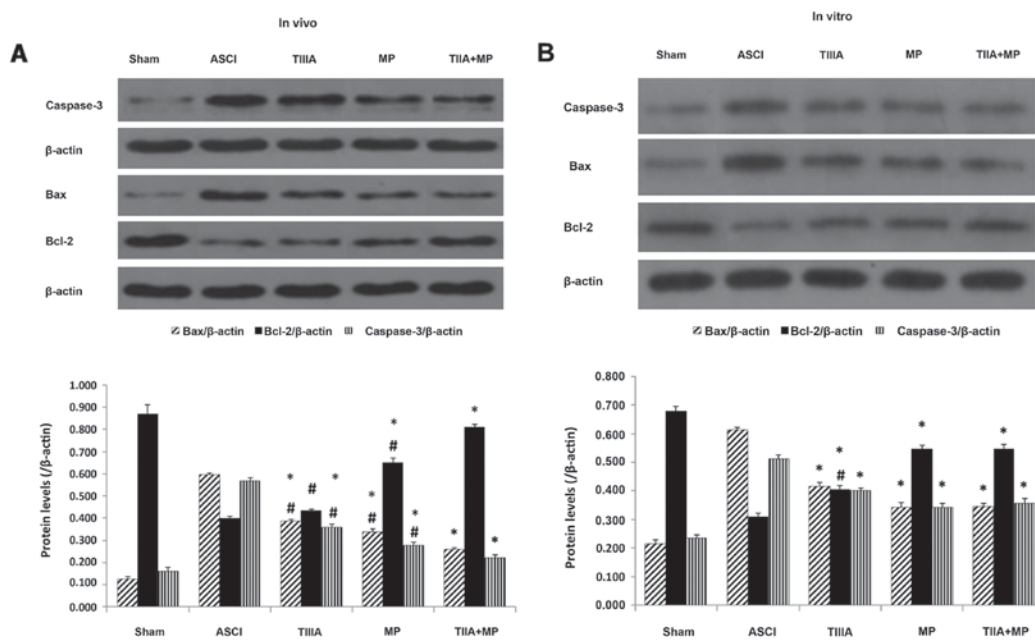 In vivo
A
Sham ASCI TIIIA MP TIIA+MP
Caspase-3
β-actin
Bax
Bcl-2
β-actin
Bax/β-actin Bcl-2/β-actin Caspase-3/β-actin
Protein levels (/β-actin)
1.000
0.900
0.800
0.700
0.600
0.500
0.400
0.300
0.200
0.100
0.000
* # # * # * # * # * # * * *
Sham ASCI TIIIA MP TIIA+MP
In vitro
B
Sham ASCI TIIIA MP TIIA+MP
Caspase-3
Bax
Bcl-2
β-actin
Bax/β-actin Bcl-2/β-actin Caspase-3/β-actin
Protein levels (/β-actin)
0.800
0.700
0.600
0.500
0.400
0.300
0.200
0.100
0.000
* * # * * * * * * *
Sham ASCI TIIIA MP TIIA+MP